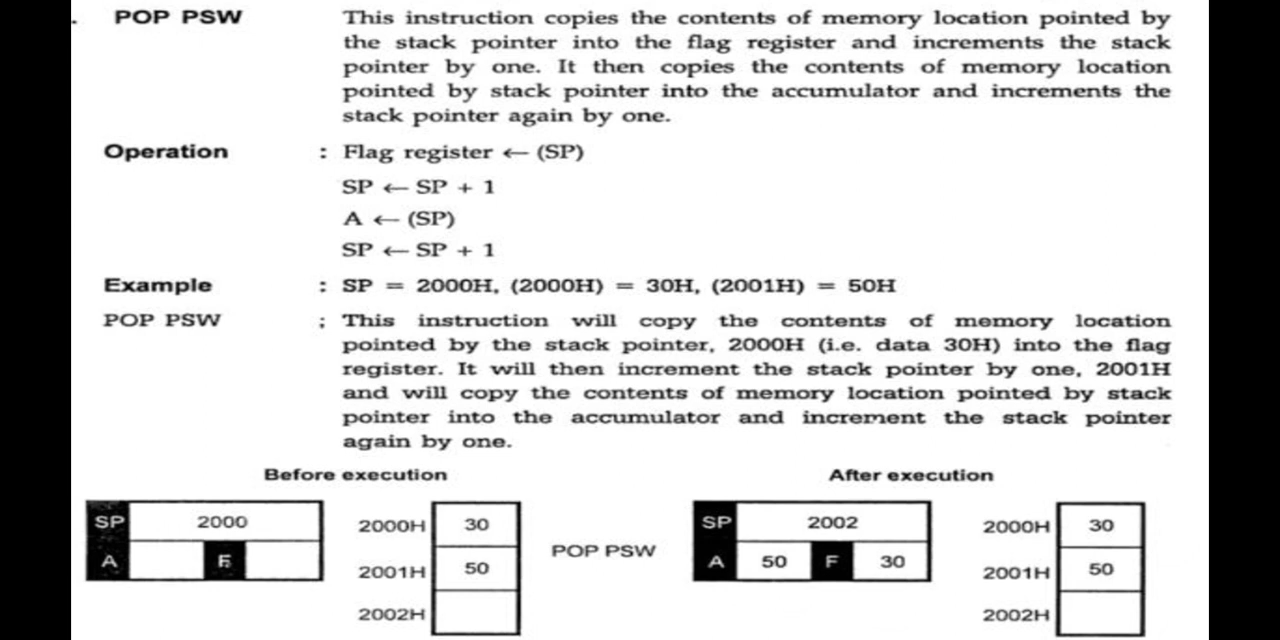 . POP PSW This instruction copies the contents of memory location pointed by
the stack pointer into the flag register and increments the stack
pointer by one. It then copies the contents of memory location
pointed by stack pointer into the accumulator and increments the
stack pointer again by one.
Operation : Flag register ← (SP)
SP ← SP + 1
A ← (SP)
SP ← SP + 1
Example : SP = 2000H, (2000H) = 30H, (2001H) = 50H
POP PSW ; This instruction will copy the contents of memory location
pointed by the stack pointer, 2000H (i.e. data 30H) into the flag
register. It will then increment the stack pointer by one, 2001H
and will copy the contents of memory location pointed by stack
pointer into the accumulator and increment the stack pointer
again by one.
Before execution After execution
SP 2000 2000H 30 SP 2002 2000H 30
POP PSW
A F 2001H 50 A 50 F 30 2001H 50
2002H 2002H